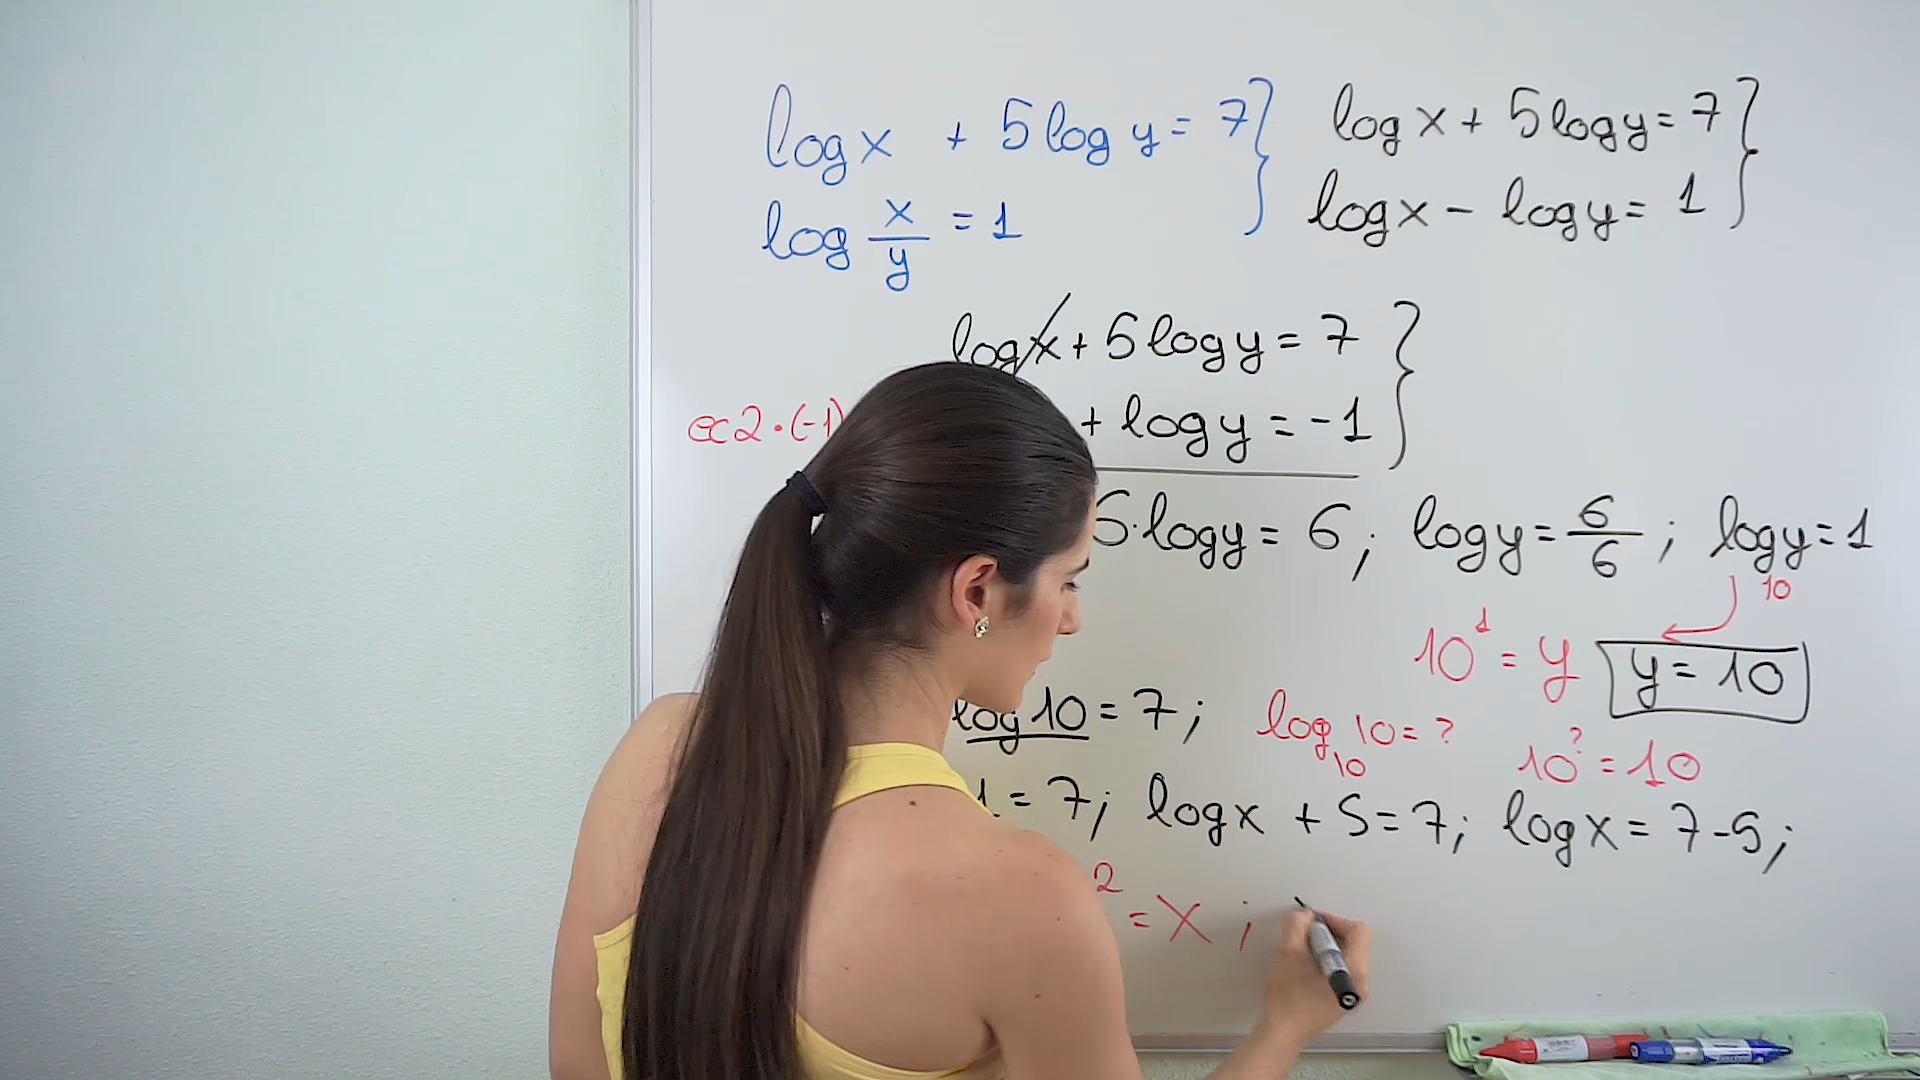 log x + 5 log y = 7 }
log x/y = 1
log x + 5 log y = 7 }
log x - log y = 1
log x + 5 log y = 7 }
ec2·(-1)
+ log y = -1
6·log y = 6 ; log y = 6/6 ; log y = 1
10
10¹ = y
y = 10
log 10 = 7 ; log₁₀ 10 = ? 10^? = 10
1 = 7 ; log x + 5 = 7 ; log x = 7 - 5 ;
² = x ;